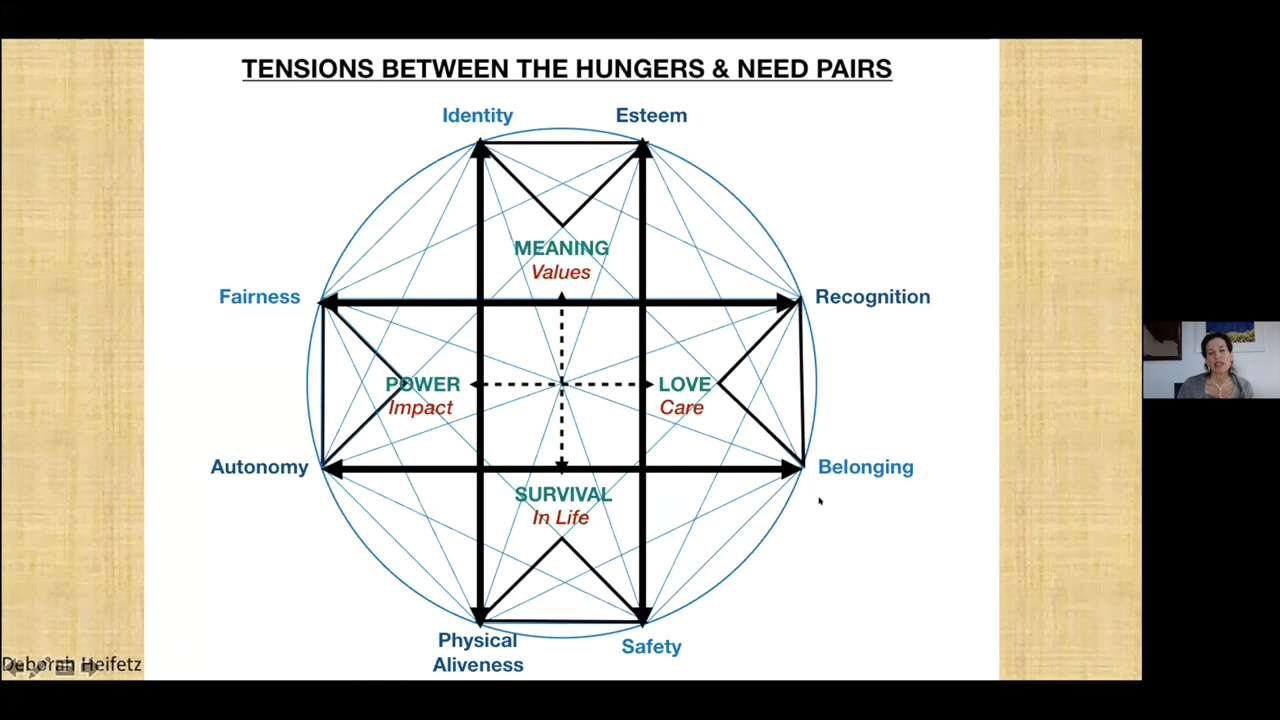 TENSIONS BETWEEN THE HUNGERS & NEED PAIRS
Identity
Esteem
MEANING
Values
Fairness
Recognition
POWER
Impact
LOVE
Care
Autonomy
Belonging
SURVIVAL
In Life
Physical
Aliveness
Safety
Deborah Heifetz